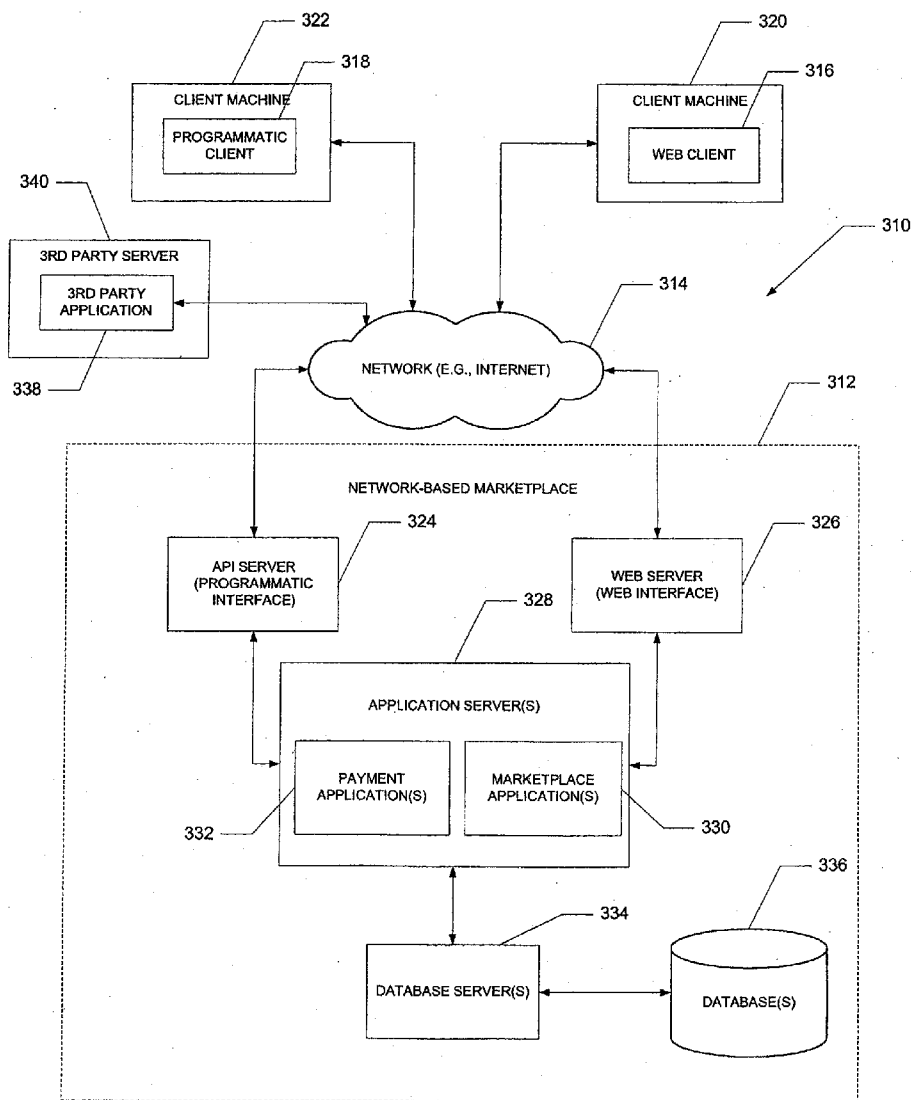 322
320
318
316
CLIENT MACHINE
CLIENT MACHINE
PROGRAMMATIC
CLIENT
WEB CLIENT
340
310
3RD PARTY SERVER
3RD PARTY
APPLICATION
314
338
NETWORK (E.G., INTERNET)
312
NETWORK-BASED MARKETPLACE
324
326
API SERVER
(PROGRAMMATIC
INTERFACE)
WEB SERVER
(WEB INTERFACE)
328
APPLICATION SERVER(S)
PAYMENT
APPLICATION(S)
MARKETPLACE
APPLICATION(S)
332
330
334
336
DATABASE SERVER(S)
DATABASE(S)